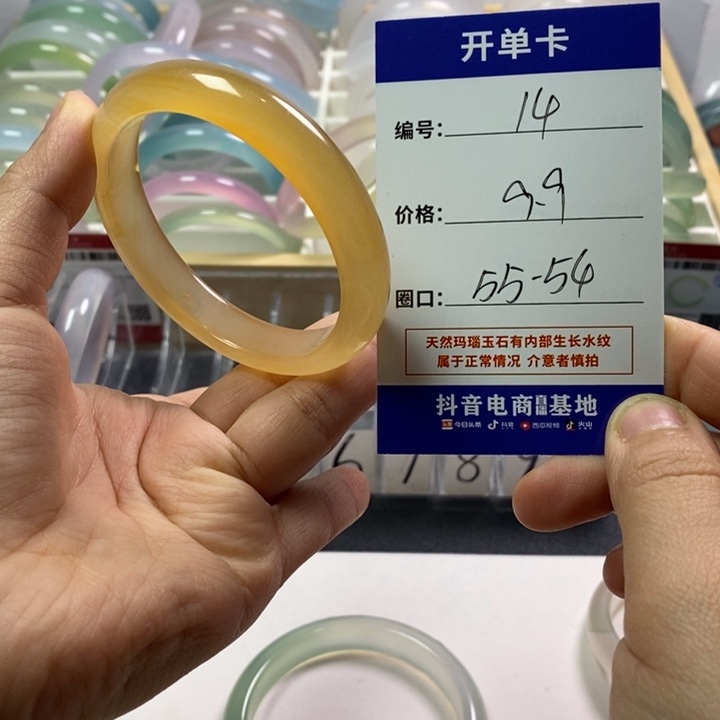 开单卡
编号: 14
价格: 9.9
圈口: 55-56
天然玛瑙玉石有内部生长水纹
属于正常情况 介意者慎拍
抖音电商直播基地
今日头条 抖音 西瓜视频 火山
6 7 8 9